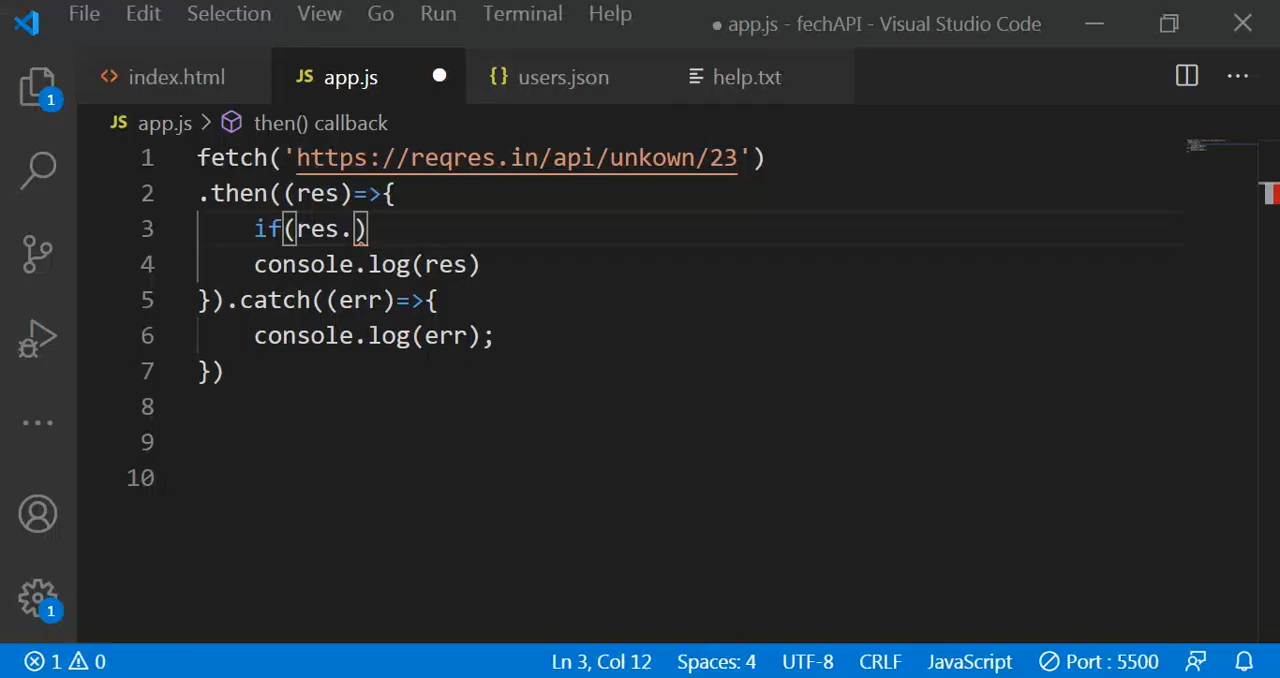 File Edit Selection View Go Run Terminal Help ● app.js - fechAPI - Visual Studio Code
index.html JS app.js users.json help.txt
JS app.js > then() callback
1 fetch('https://reqres.in/api/unkown/23')
2 .then((res)=>{
3 if(res.)
4 console.log(res)
5 }).catch((err)=>{
6 console.log(err);
7 })
8
9
10
1
1
1 0 Ln 3, Col 12 Spaces: 4 UTF-8 CRLF JavaScript Port : 5500